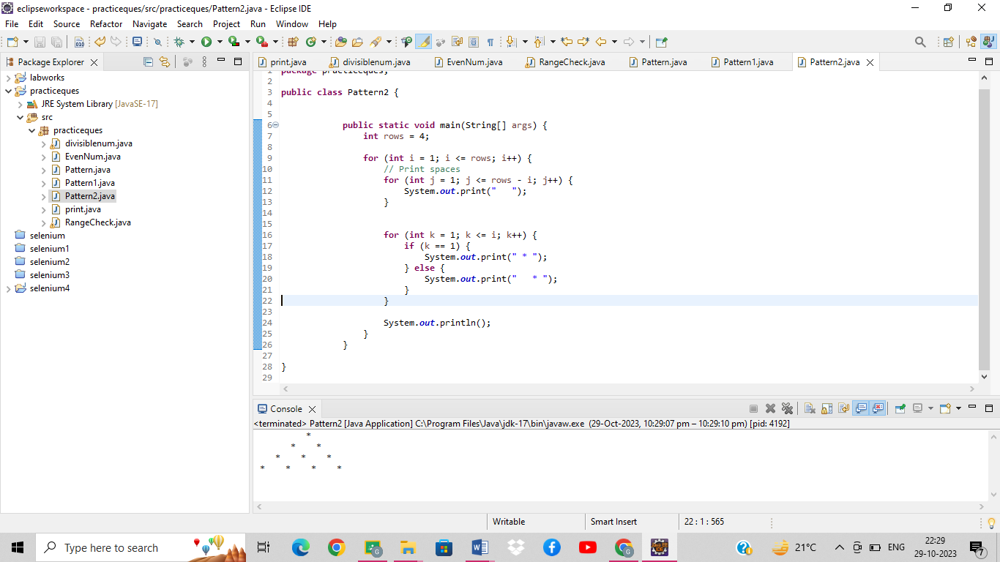 eclipseworkspace - practiceques/src/practiceques/Pattern2.java - Eclipse IDE
File Edit Source Refactor Navigate Search Project Run Window Help
Package Explorer
labworks
practiceques
JRE System Library [JavaSE-17]
src
practiceques
divisiblenum.java
EvenNum.java
Pattern.java
Pattern1.java
Pattern2.java
print.java
RangeCheck.java
selenium
selenium1
selenium2
selenium3
selenium4
print.java divisiblenum.java EvenNum.java RangeCheck.java Pattern.java Pattern1.java Pattern2.java
1 package practiceques;
2
3 public class Pattern2 {
4
5
6 public static void main(String[] args) {
7 int rows = 4;
8
9 for (int i = 1; i <= rows; i++) {
10 // Print spaces
11 for (int j = 1; j <= rows - i; j++) {
12 System.out.print("   ");
13 }
14
15
16 for (int k = 1; k <= i; k++) {
17 if (k == 1) {
18 System.out.print(" * ");
19 } else {
20 System.out.print("   * ");
21 }
22 }
23
24 System.out.println();
25 }
26 }
27
28 }
29
Console
<terminated> Pattern2 [Java Application] C:\Program Files\Java\jdk-17\bin\javaw.exe (29-Oct-2023, 10:29:07 pm – 10:29:10 pm) [pid: 4192]
*
* *
* * *
* * * *
Writable Smart Insert 22 : 1 : 565
Type here to search
21°C ENG 22:29
29-10-2023
7